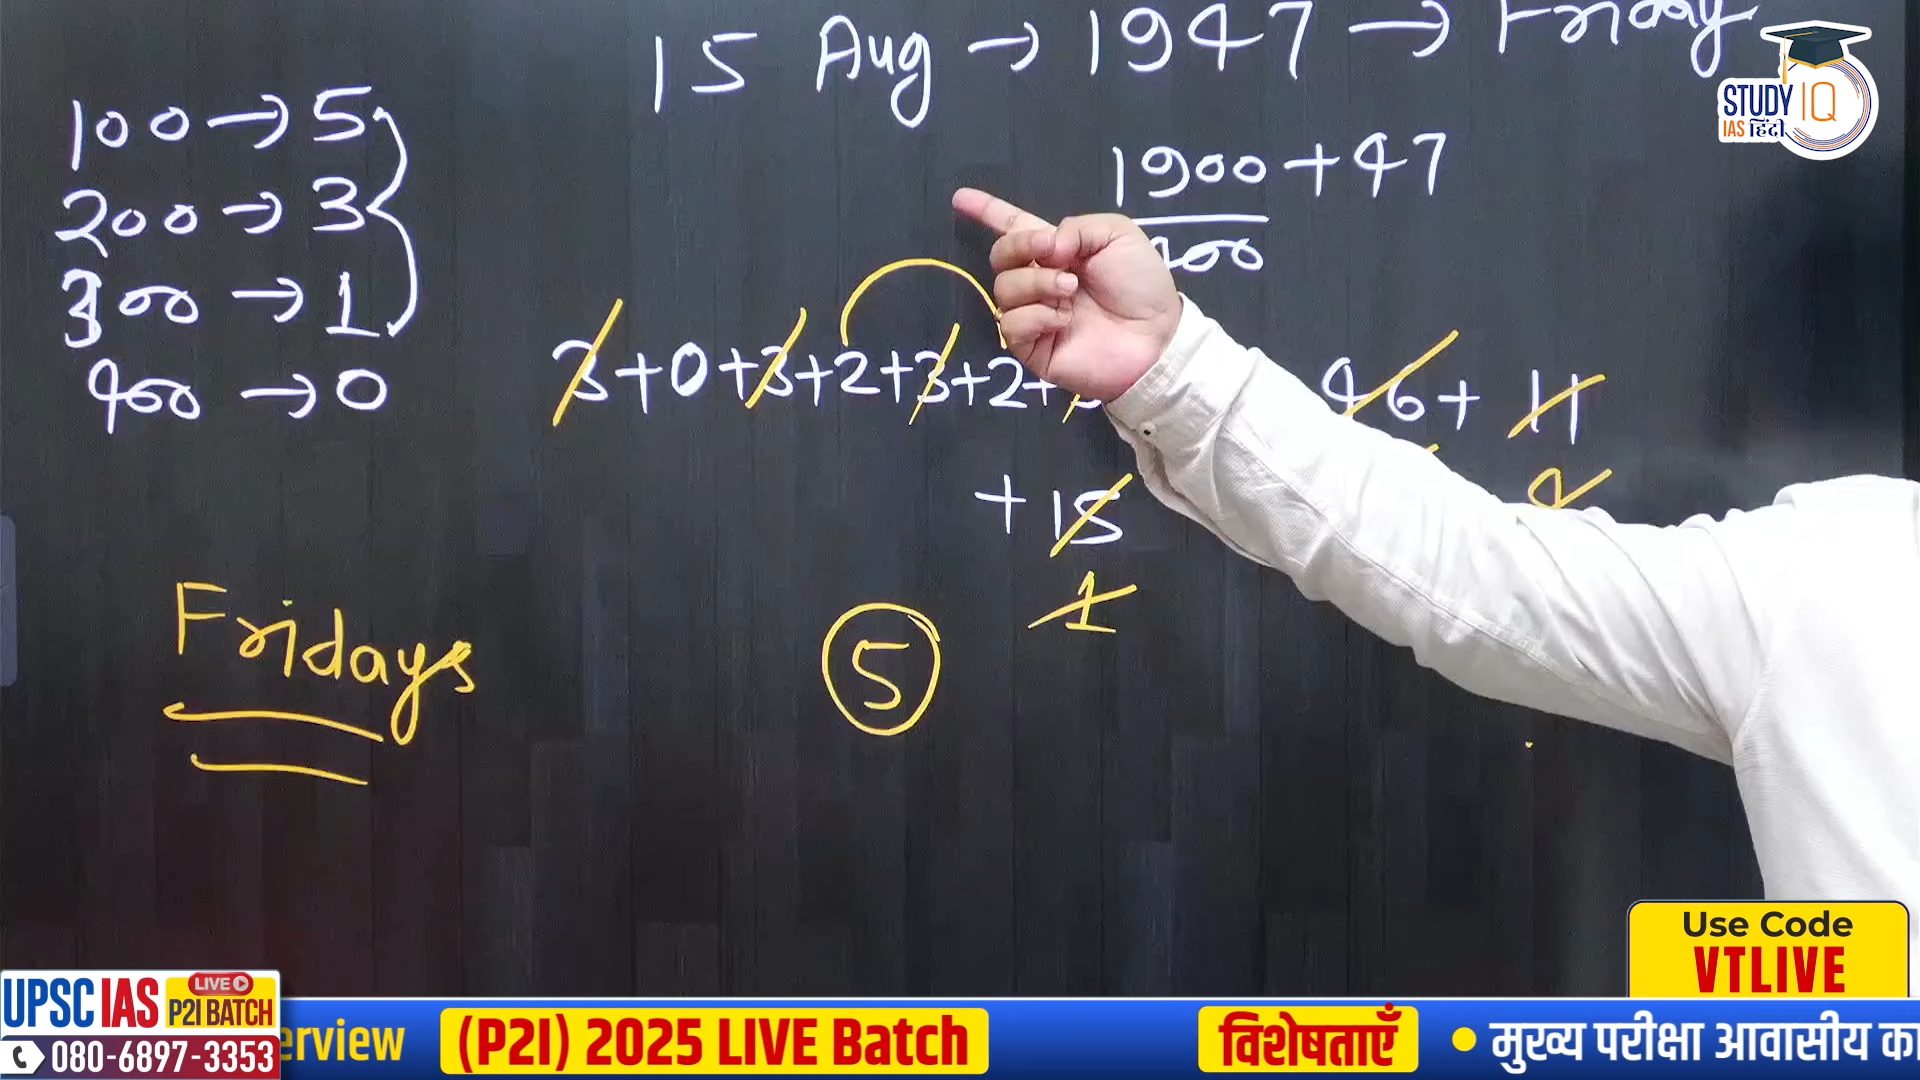 15 Aug → 1947 → Friday
STUDY IQ
IAS हिंदी
100 → 5
200 → 3
300 → 1
400 → 0
1900 + 47
400
3+0+3+2+3+2+
46+ 11
+ 15
1
Fridays
5
Use Code
VTLIVE
UPSC IAS
LIVE
P2I BATCH
080-6897-3353
erview
(P2I) 2025 LIVE Batch
विशेषताएँ
• मुख्य परीक्षा आवासीय का